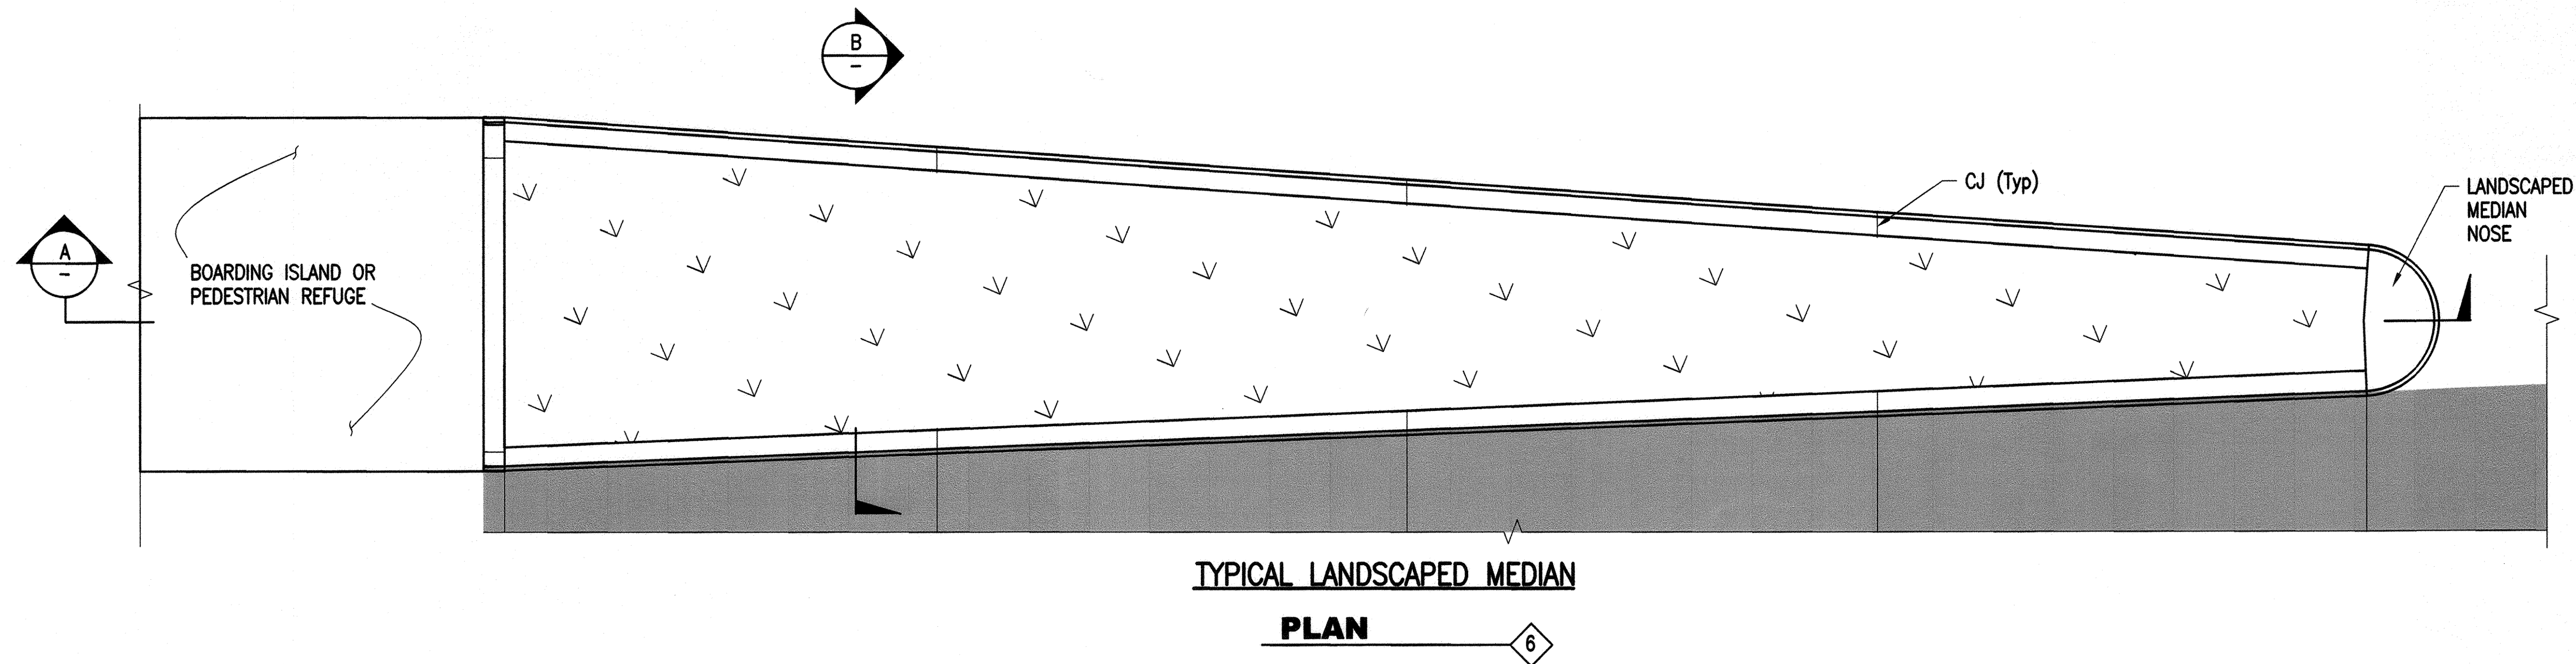 B
–
A
–
BOARDING ISLAND OR
PEDESTRIAN REFUGE
CJ (Typ)
LANDSCAPED
MEDIAN
NOSE
TYPICAL LANDSCAPED MEDIAN
PLAN
6